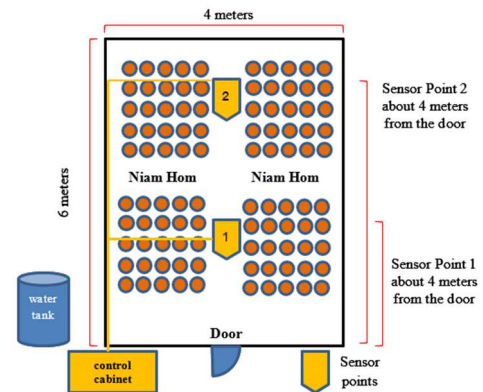 4 meters
6 meters
2
Sensor Point 2
about 4 meters
from the door
Niam Hom
Niam Hom
1
Sensor Point 1
about 4 meters
from the door
water
tank
Door
control
cabinet
Sensor
points